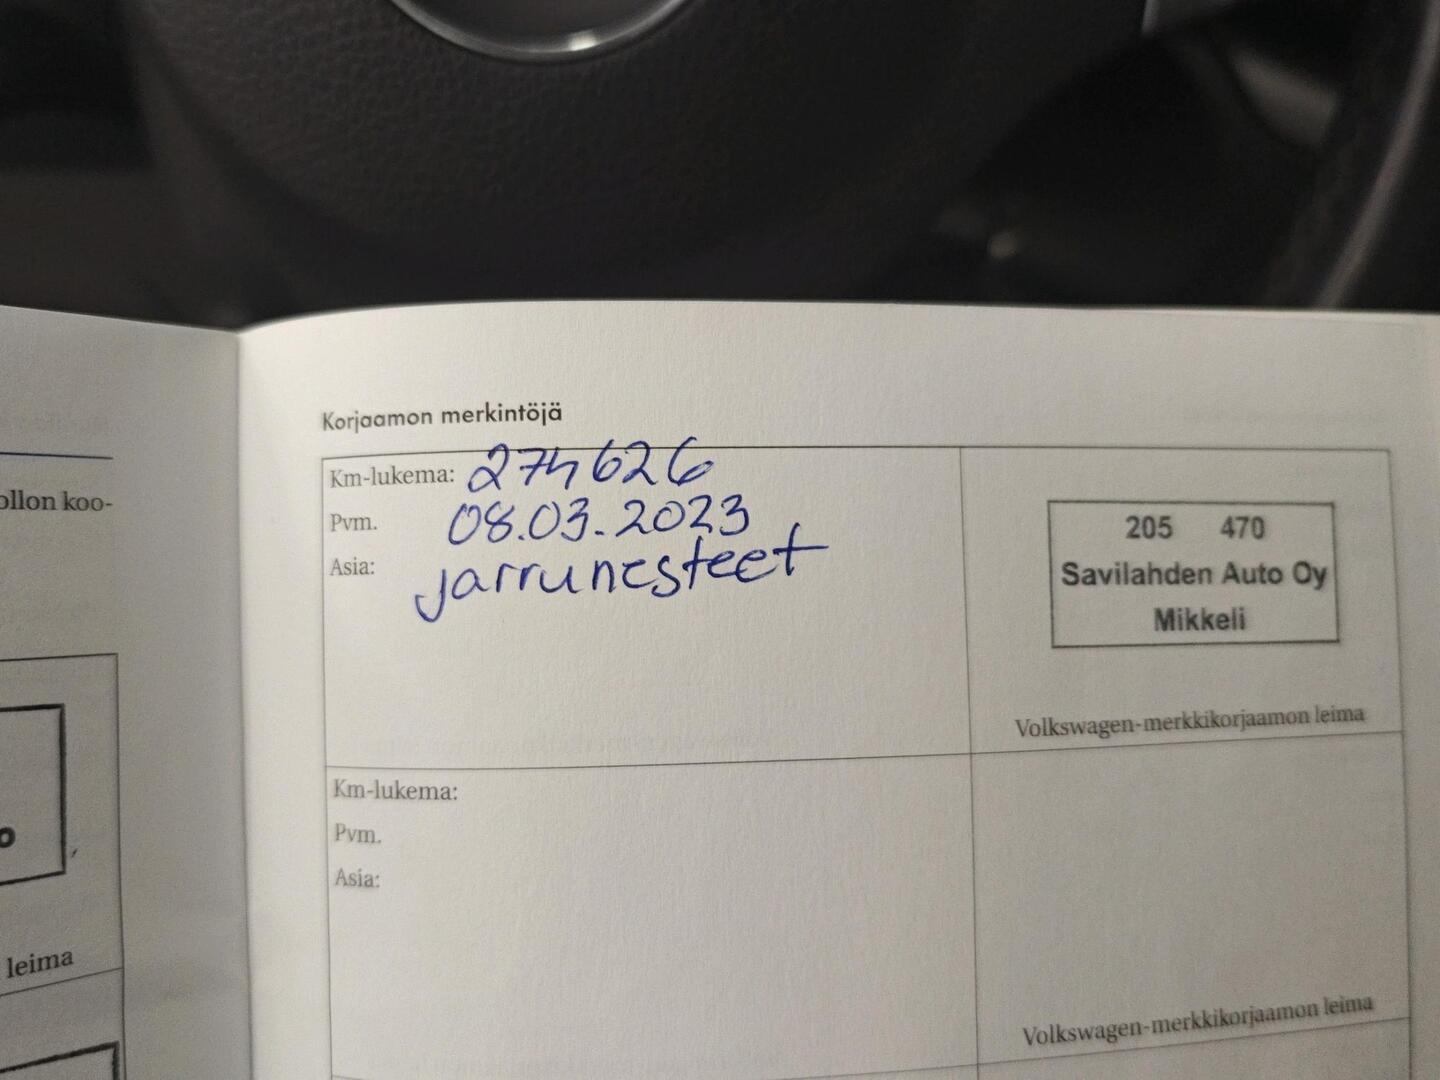 ollon koo-
leima
Korjaamon merkintöjä
Km-lukema: 274626
Pvm. 08.03.2023
Asia: jarrunesteet
205 470
Savilahden Auto Oy
Mikkeli
Volkswagen-merkkikorjaamon leima
Km-lukema:
Pvm.
Asia:
Volkswagen-merkkikorjaamon leima